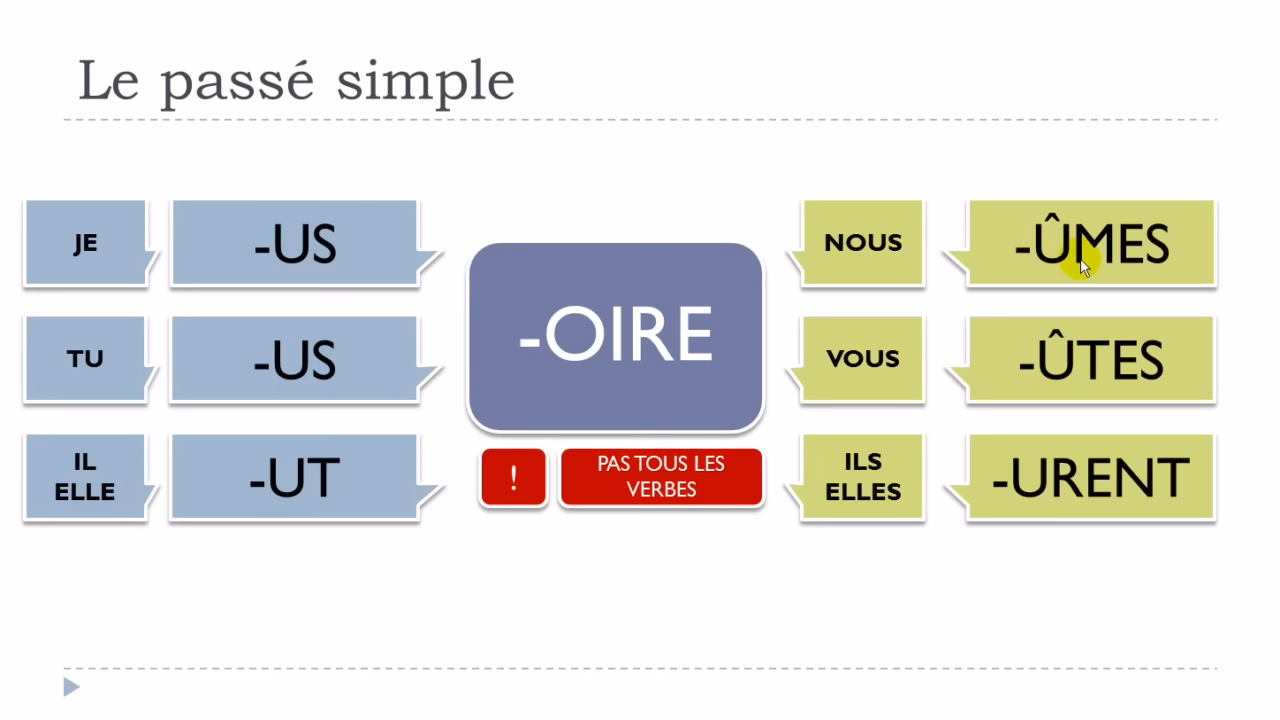 Le passé simple
JE
-US
TU
-US
IL
ELLE
-UT
-OIRE
!
PAS TOUS LES
VERBES
NOUS
-ÛMES
VOUS
-ÛTES
ILS
ELLES
-URENT